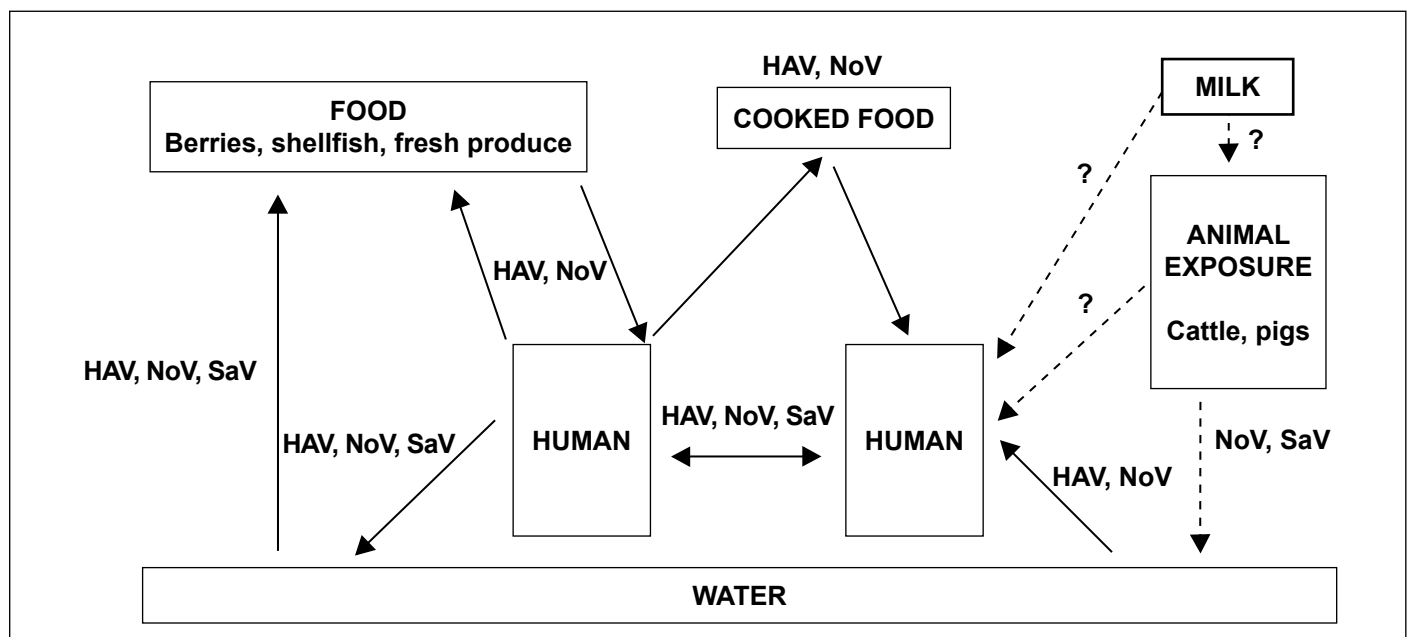 HAV, NoV
FOOD
Berries, shellfish, fresh produce
COOKED FOOD
MILK
?
?
ANIMAL
EXPOSURE
Cattle, pigs
HAV, NoV
?
HAV, NoV, SaV
HAV, NoV, SaV
HUMAN
HAV, NoV, SaV
HUMAN
NoV, SaV
HAV, NoV
WATER